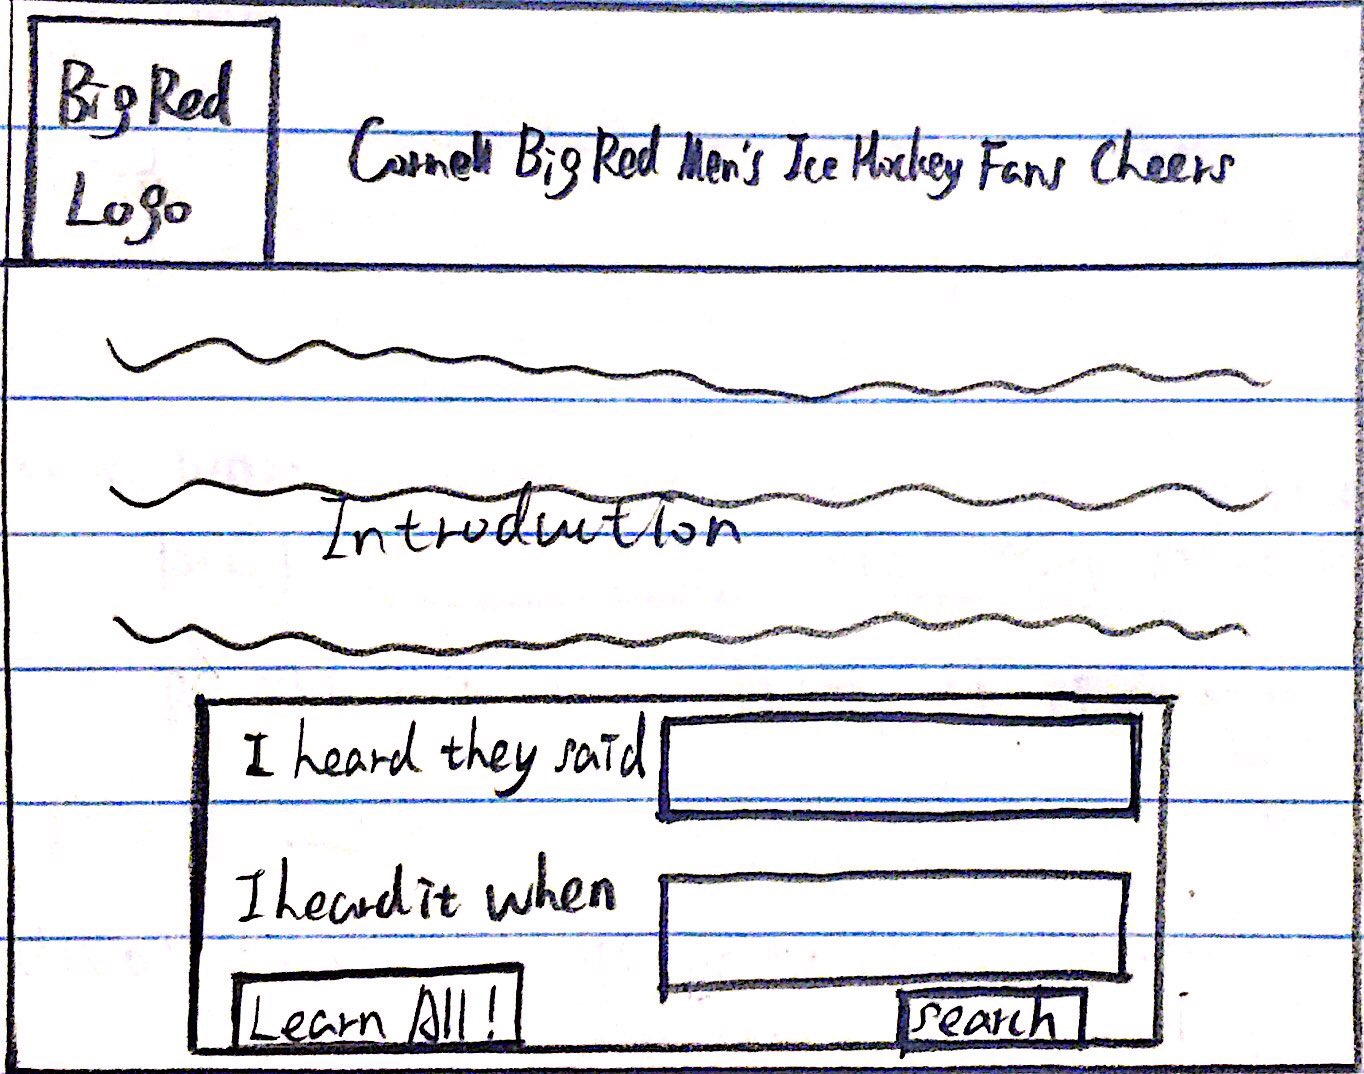 Big Red
Logo
Cornell Big Red Men's Ice Hockey Fans Cheers
Introduction
I heard they said
I heard it when
Learn All!
search